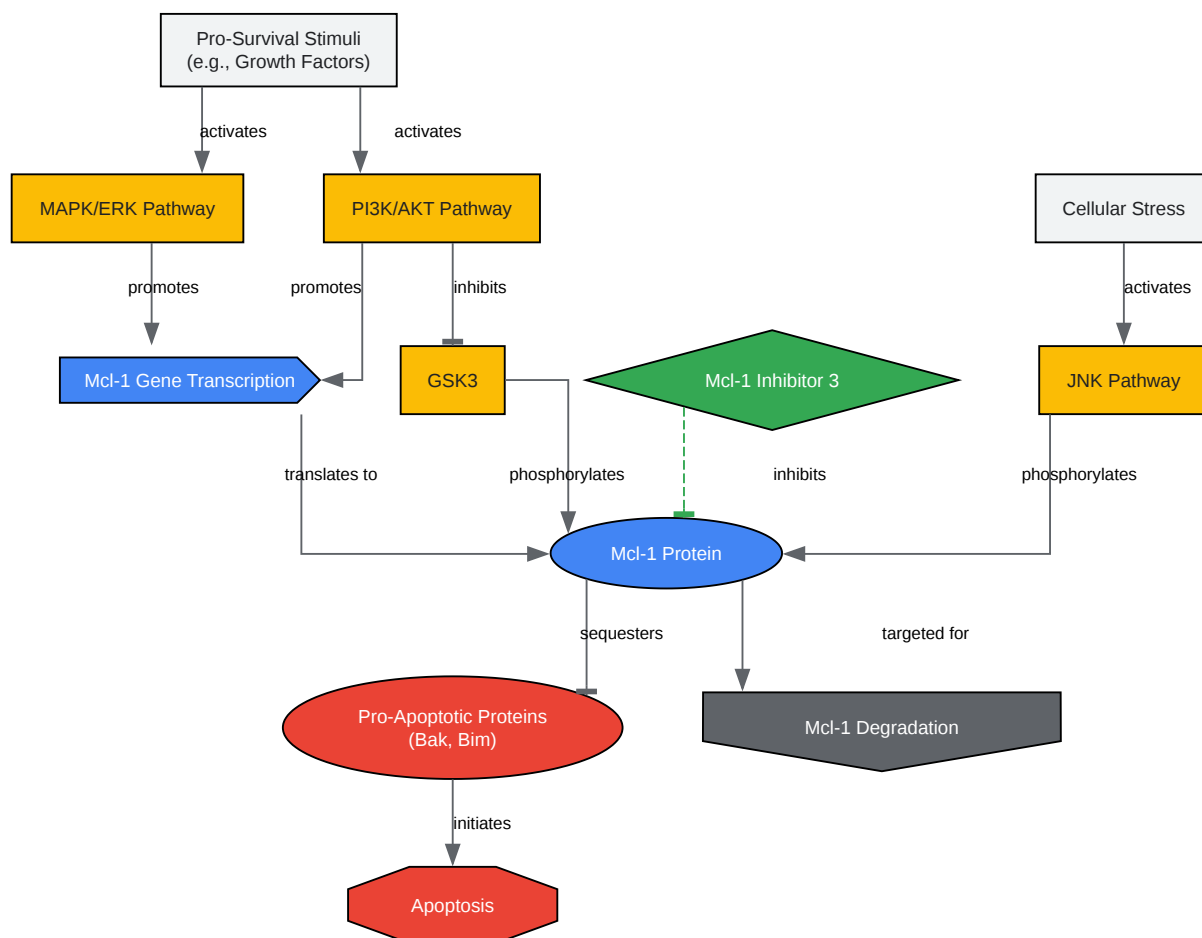 Pro-Survival Stimuli
(e.g., Growth Factors)
activates
activates
MAPK/ERK Pathway
PI3K/AKT Pathway
Cellular Stress
promotes
promotes
inhibits
activates
Mcl-1 Gene Transcription
GSK3
Mcl-1 Inhibitor 3
JNK Pathway
translates to
phosphorylates
inhibits
phosphorylates
Mcl-1 Protein
sequesters
targeted for
Pro-Apoptotic Proteins
(Bak, Bim)
Mcl-1 Degradation
initiates
Apoptosis